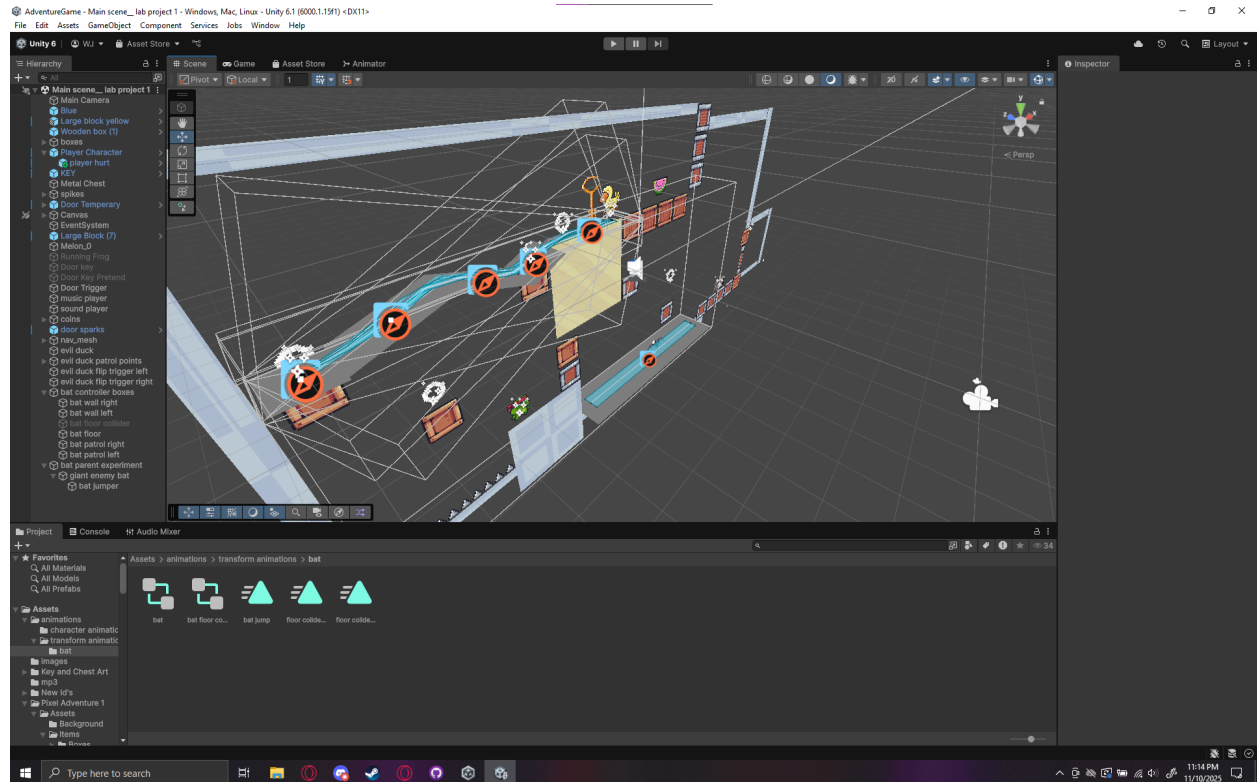 AdventureGame - Main scene__ lab project 1 - Windows, Mac, Linux - Unity 6.1 (6000.1.15f1) <DX11>
File Edit Assets GameObject Component Services Jobs Window Help
Unity 6 WJ Asset Store Layout
Hierarchy
All
Main scene__ lab project 1
Main Camera
Blue
Large block yellow
Wooden box (1)
boxes
Player Character
player hurt
KEY
Metal Chest
spikes
Door Temperary
Canvas
EventSystem
Large Block (7)
Melon_0
Running Frog
Door key
Door Key Pretend
Door Trigger
music player
sound player
coins
door sparks
nav_mesh
evil duck
evil duck patrol points
evil duck flip trigger left
evil duck flip trigger right
bat controller boxes
bat wall right
bat wall left
bat floor collider
bat floor
bat patrol right
bat patrol left
bat parent experiment
giant enemy bat
bat jumper
Scene Game Asset Store Animator
Pivot Local 1 2D
y
z x
< Persp
Inspector
Project Console Audio Mixer
34
Favorites
All Materials
All Models
All Prefabs
Assets
animations
character animatic
transform animatic
bat
images
Key and Chest Art
mp3
New Id's
Pixel Adventure 1
Assets
Background
Items
Boxes
Assets > animations > transform animations > bat
bat bat floor co... bat jump floor colide... floor colide...
Type here to search
11:14 PM
11/10/2025